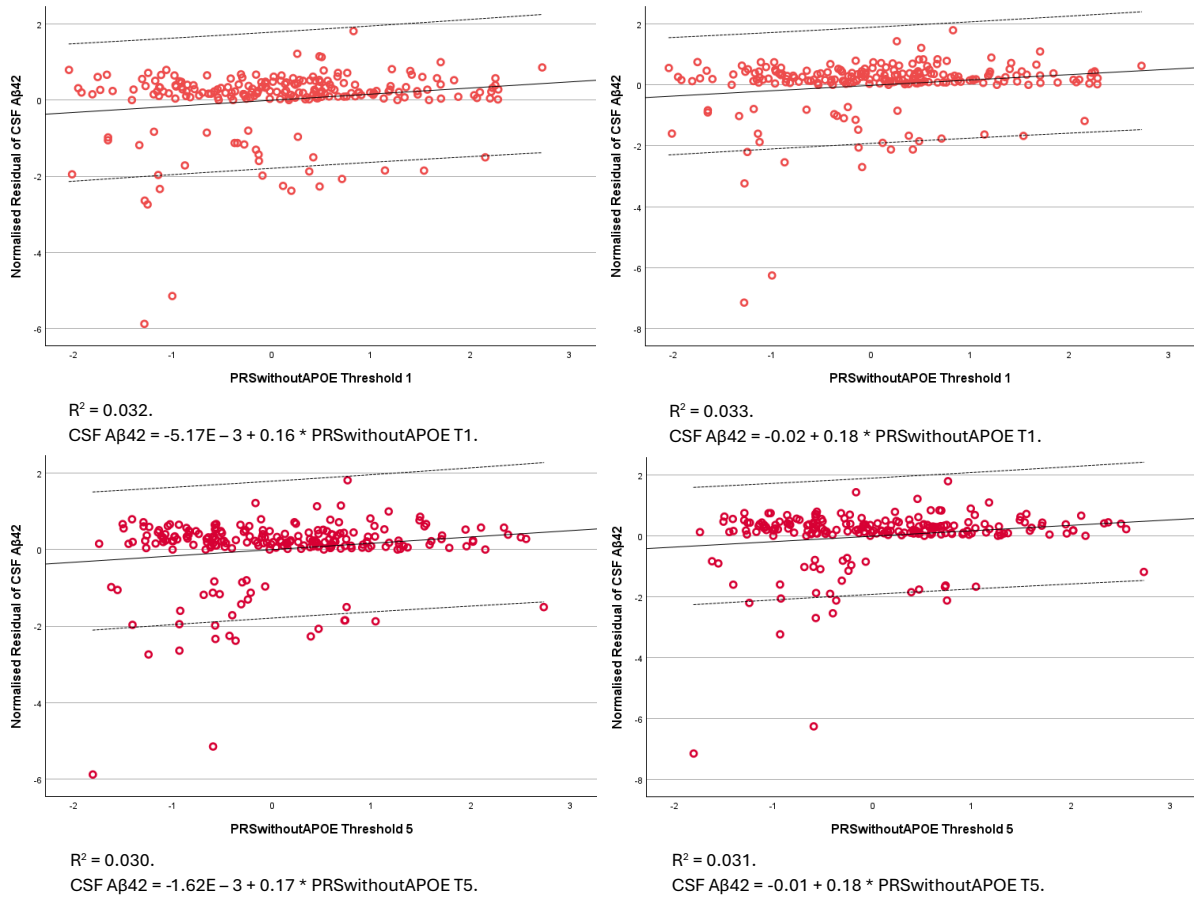 Normalised Residual of CSF Aβ42
2
0
-2
-4
-6
-2
-1
0
1
2
3
PRSwithoutAPOE Threshold 1
R² = 0.032.
CSF Aβ42 = -5.17E – 3 + 0.16 * PRSwithoutAPOE T1.
Normalised Residual of CSF Aβ42
2
0
-2
-4
-6
-8
-2
-1
0
1
2
3
PRSwithoutAPOE Threshold 1
R² = 0.033.
CSF Aβ42 = -0.02 + 0.18 * PRSwithoutAPOE T1.
Normalised Residual of CSF Aβ42
2
0
-2
-4
-6
-2
-1
0
1
2
3
PRSwithoutAPOE Threshold 5
R² = 0.030.
CSF Aβ42 = -1.62E – 3 + 0.17 * PRSwithoutAPOE T5.
Normalised Residual of CSF Aβ42
2
0
-2
-4
-6
-8
-2
-1
0
1
2
3
PRSwithoutAPOE Threshold 5
R² = 0.031.
CSF Aβ42 = -0.01 + 0.18 * PRSwithoutAPOE T5.